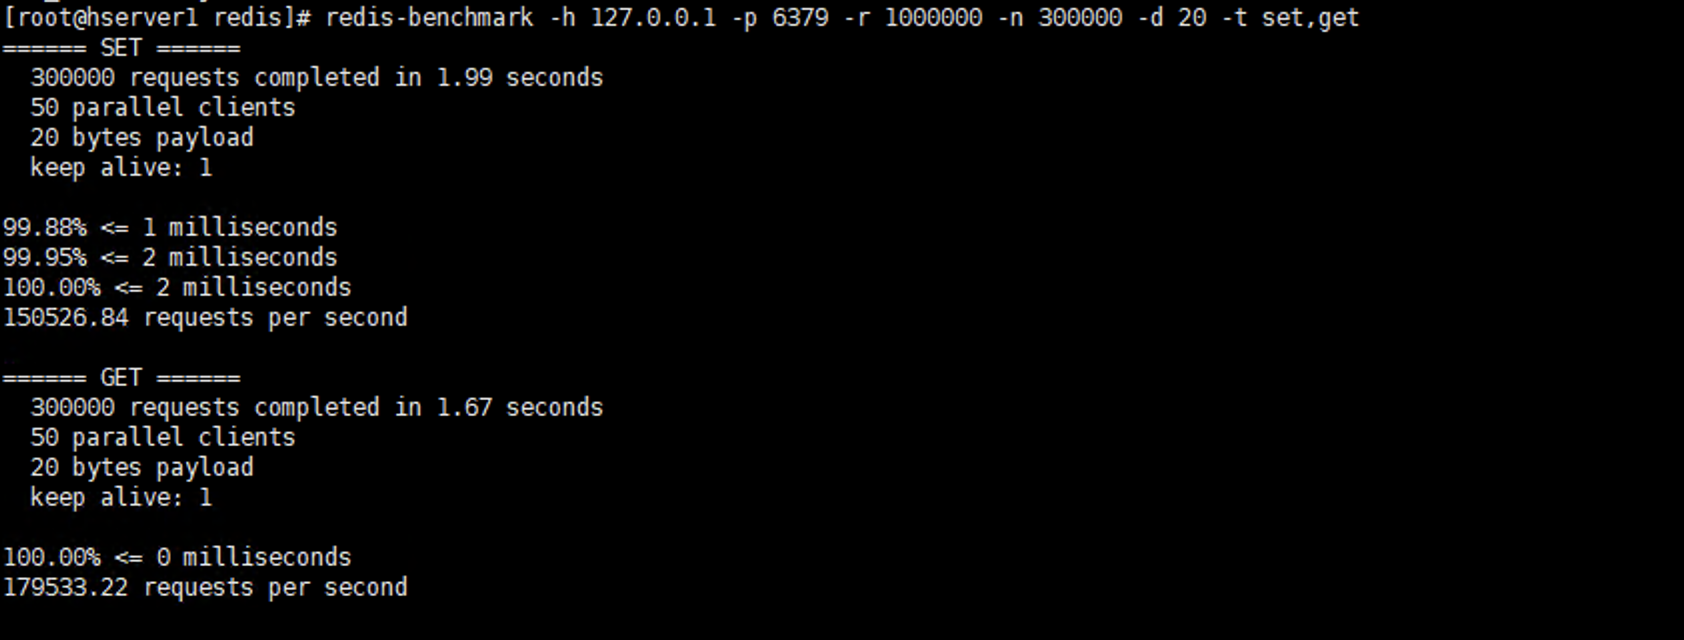 [root@hserver1 redis]# redis-benchmark -h 127.0.0.1 -p 6379 -r 1000000 -n 300000 -d 20 -t set,get
====== SET ======
  300000 requests completed in 1.99 seconds
  50 parallel clients
  20 bytes payload
  keep alive: 1

99.88% <= 1 milliseconds
99.95% <= 2 milliseconds
100.00% <= 2 milliseconds
150526.84 requests per second

====== GET ======
  300000 requests completed in 1.67 seconds
  50 parallel clients
  20 bytes payload
  keep alive: 1

100.00% <= 0 milliseconds
179533.22 requests per second